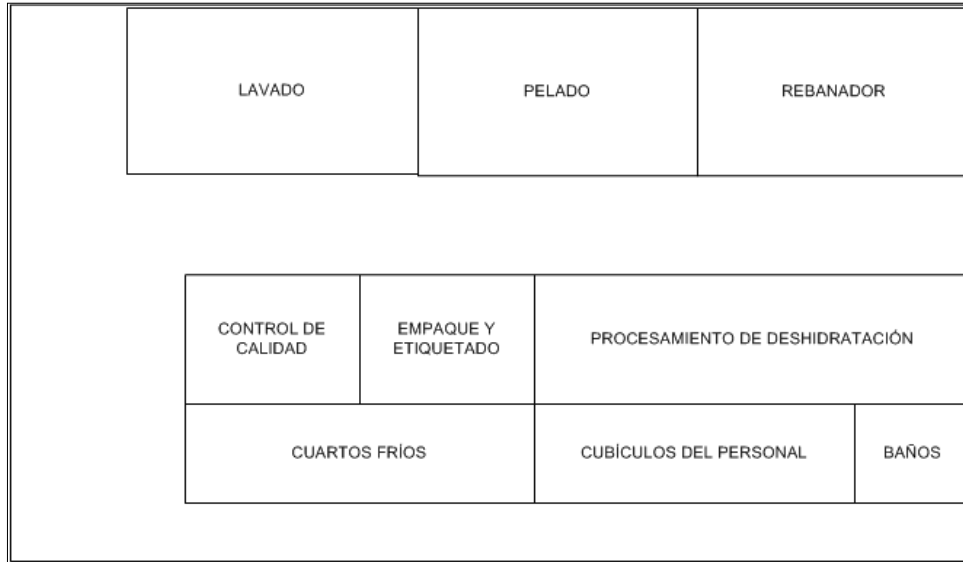 LAVADO
PELADO
REBANADOR
CONTROL DE
CALIDAD
EMPAQUE Y
ETIQUETADO
PROCESAMIENTO DE DESHIDRATACIÓN
CUARTOS FRÍOS
CUBÍCULOS DEL PERSONAL
BAÑOS